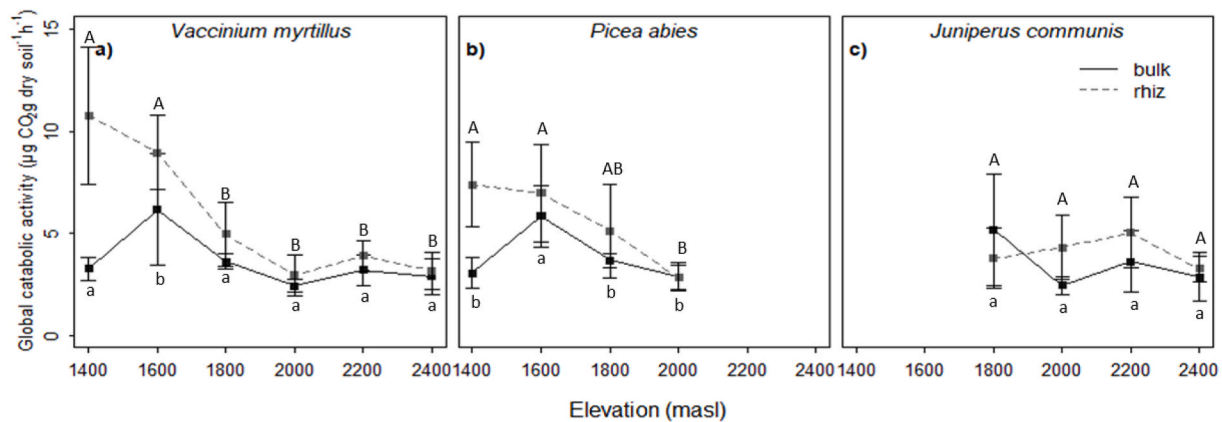 Global catabolic activity (µg CO2g dry soil-1h-1)
15
10
5
0
Vaccinium myrtillus
a)
A
A
B
B
B
B
a
b
a
a
a
a
1400 1600 1800 2000 2200 2400
Picea abies
b)
A
A
AB
B
b
a
b
b
1400 1600 1800 2000 2200 2400
Juniperus communis
c)
bulk
rhiz
A
A
A
A
a
a
a
a
1400 1600 1800 2000 2200 2400
Elevation (masl)